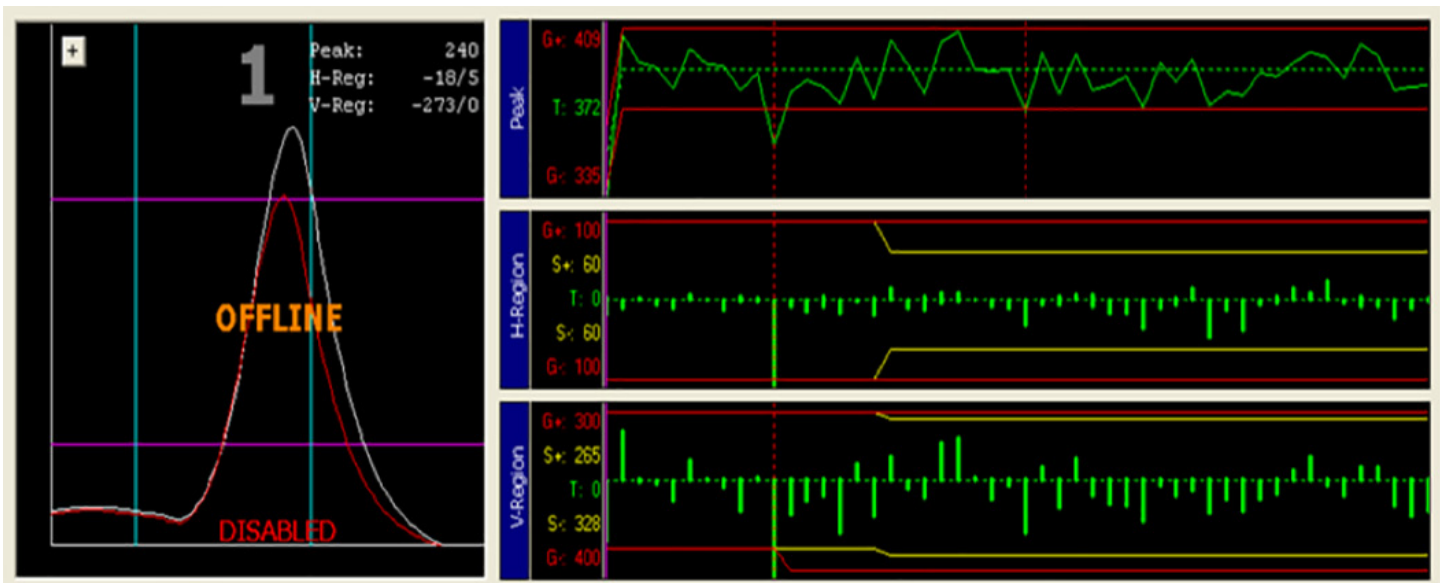 +
1
Peak: 240
H-Reg: -18/5
V-Reg: -273/0
OFFLINE
DISABLED
Peak
G+: 409
T: 372
G-: 335
H-Region
G+: 100
S+: 60
T: 0
S-: 60
G-: 100
V-Region
G+: 300
S+: 265
T: 0
S-: 328
G-: 400